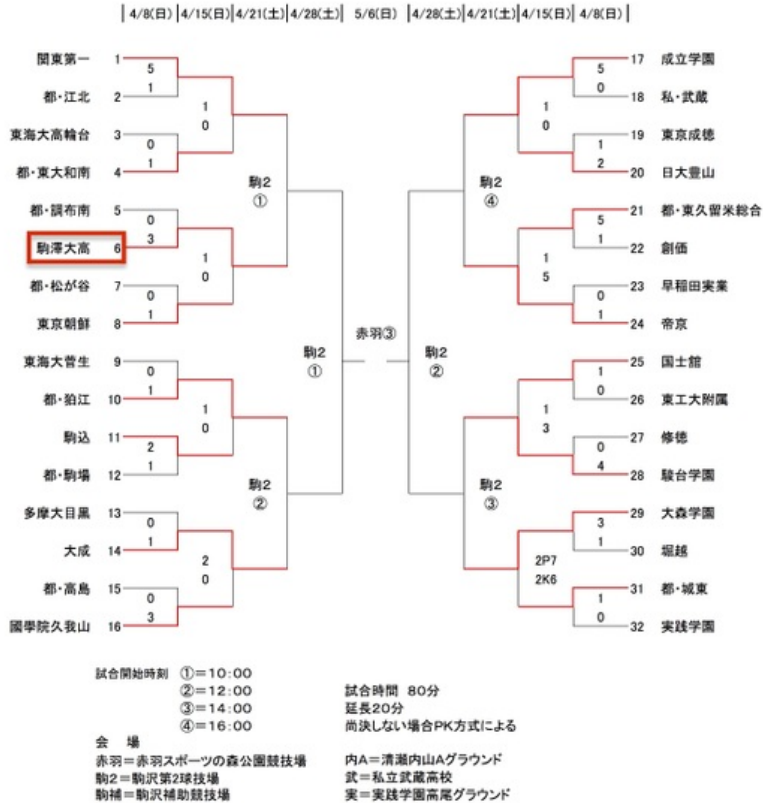 4/8(日) 4/15(日) 4/21(土) 4/28(土) 5/6(日) 4/28(土) 4/21(土) 4/15(日) 4/8(日)
関東第一 1
5
1
都・江北 2
1
0
東海大高輪台 3
0
1
都・東大和南 4
駒2
①
都・調布南 5
0
3
駒澤大高 6
1
0
都・松が谷 7
0
1
東京朝鮮 8
駒2
①
東海大菅生 9
0
1
都・狛江 10
1
0
駒込 11
2
1
都・駒場 12
駒2
②
多摩大目黒 13
0
1
大成 14
2
0
都・高島 15
0
3
國學院久我山 16
赤羽③
17 成立学園
5
0
18 私・武蔵
1
0
19 東京成徳
1
2
20 日大豊山
駒2
④
21 都・東久留米総合
5
1
22 創価
1
5
23 早稲田実業
0
1
24 帝京
駒2
②
25 国士館
1
0
26 東工大附属
1
3
27 修徳
0
4
28 駿台学園
駒2
③
29 大森学園
3
1
30 堀越
2P7
2K6
31 都・城東
1
0
32 実践学園
試合開始時刻 ①=10:00
②=12:00 試合時間 80分
③=14:00 延長20分
④=16:00 尚決しない場合PK方式による
会 場
赤羽=赤羽スポーツの森公園競技場 内A=清瀬内山Aグラウンド
駒2=駒沢第2球技場 武=私立武蔵高校
駒補=駒沢補助競技場 実=実践学園高尾グラウンド